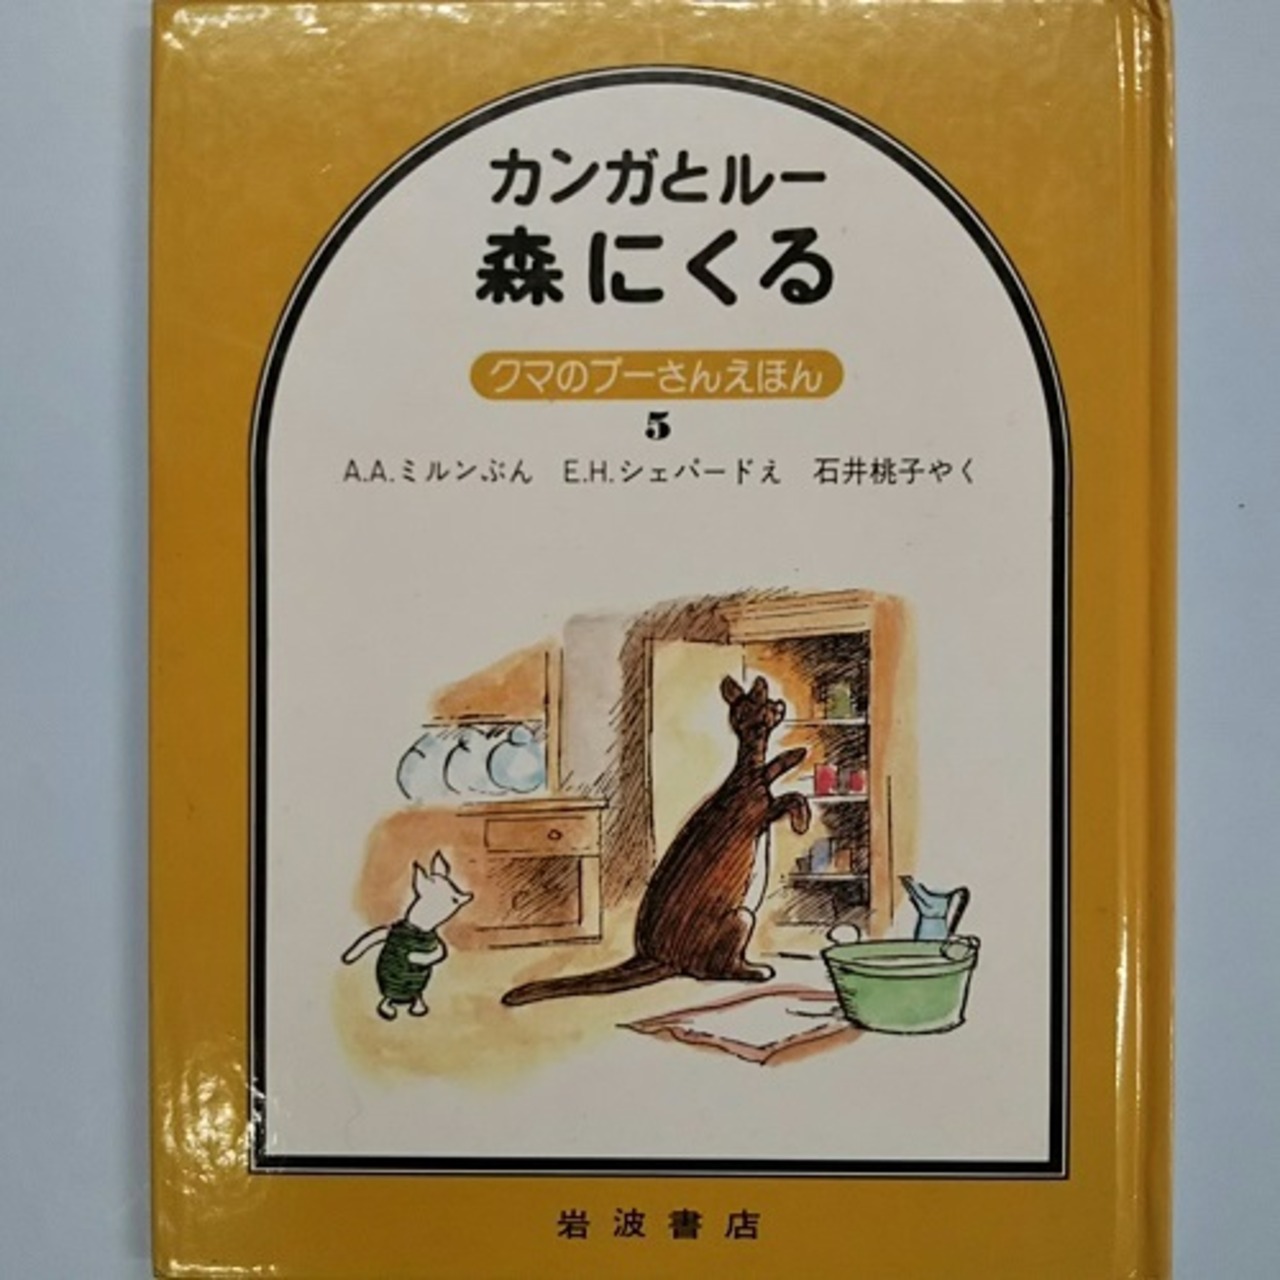 カンガとルー
森にくる
クマのプーさんえほん
5
A.A.ミルンぶん E.H.シェパードえ 石井桃子やく
岩波書店